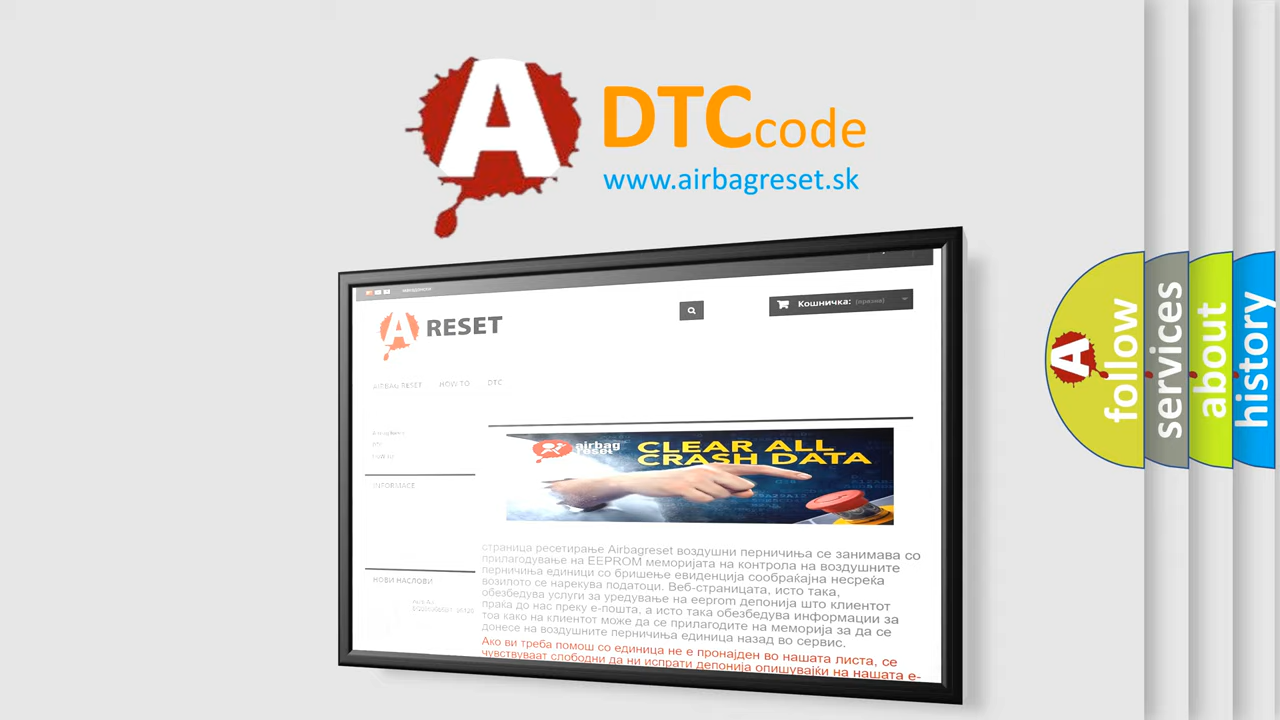 A DTC code
www.airbagreset.sk
Кошничка: (празни)
A RESET
AIRBAG RESET HOW TO DTC
airbag
reset
CLEAR ALL
CRASH DATA
INFORMACE
страница ресетирање Airbagreset воздушни перничиња се занимава со
прилагодување на EEPROM меморијата на контрола на воздушните
перничиња единици со бришење евиденција сообраќајна несреќа
возилото се нарекува податоци. Веб-страницата, исто така,
обезбедува услуги за уредување на eeprom депонија што клиентот
праќа до нас преку е-пошта, а исто така обезбедува информации за
тоа како на клиентот може да се прилагодите на меморија за да се
донесе на воздушните перничиња единица назад во сервис.
Ако ви треба помош со единица не е пронајден во нашата листа, се
чувствуваат слободни да ни испрати депонија опишувајќи на нашата е-
НОВИ НАСЛОВИ
A follow
services
about
history